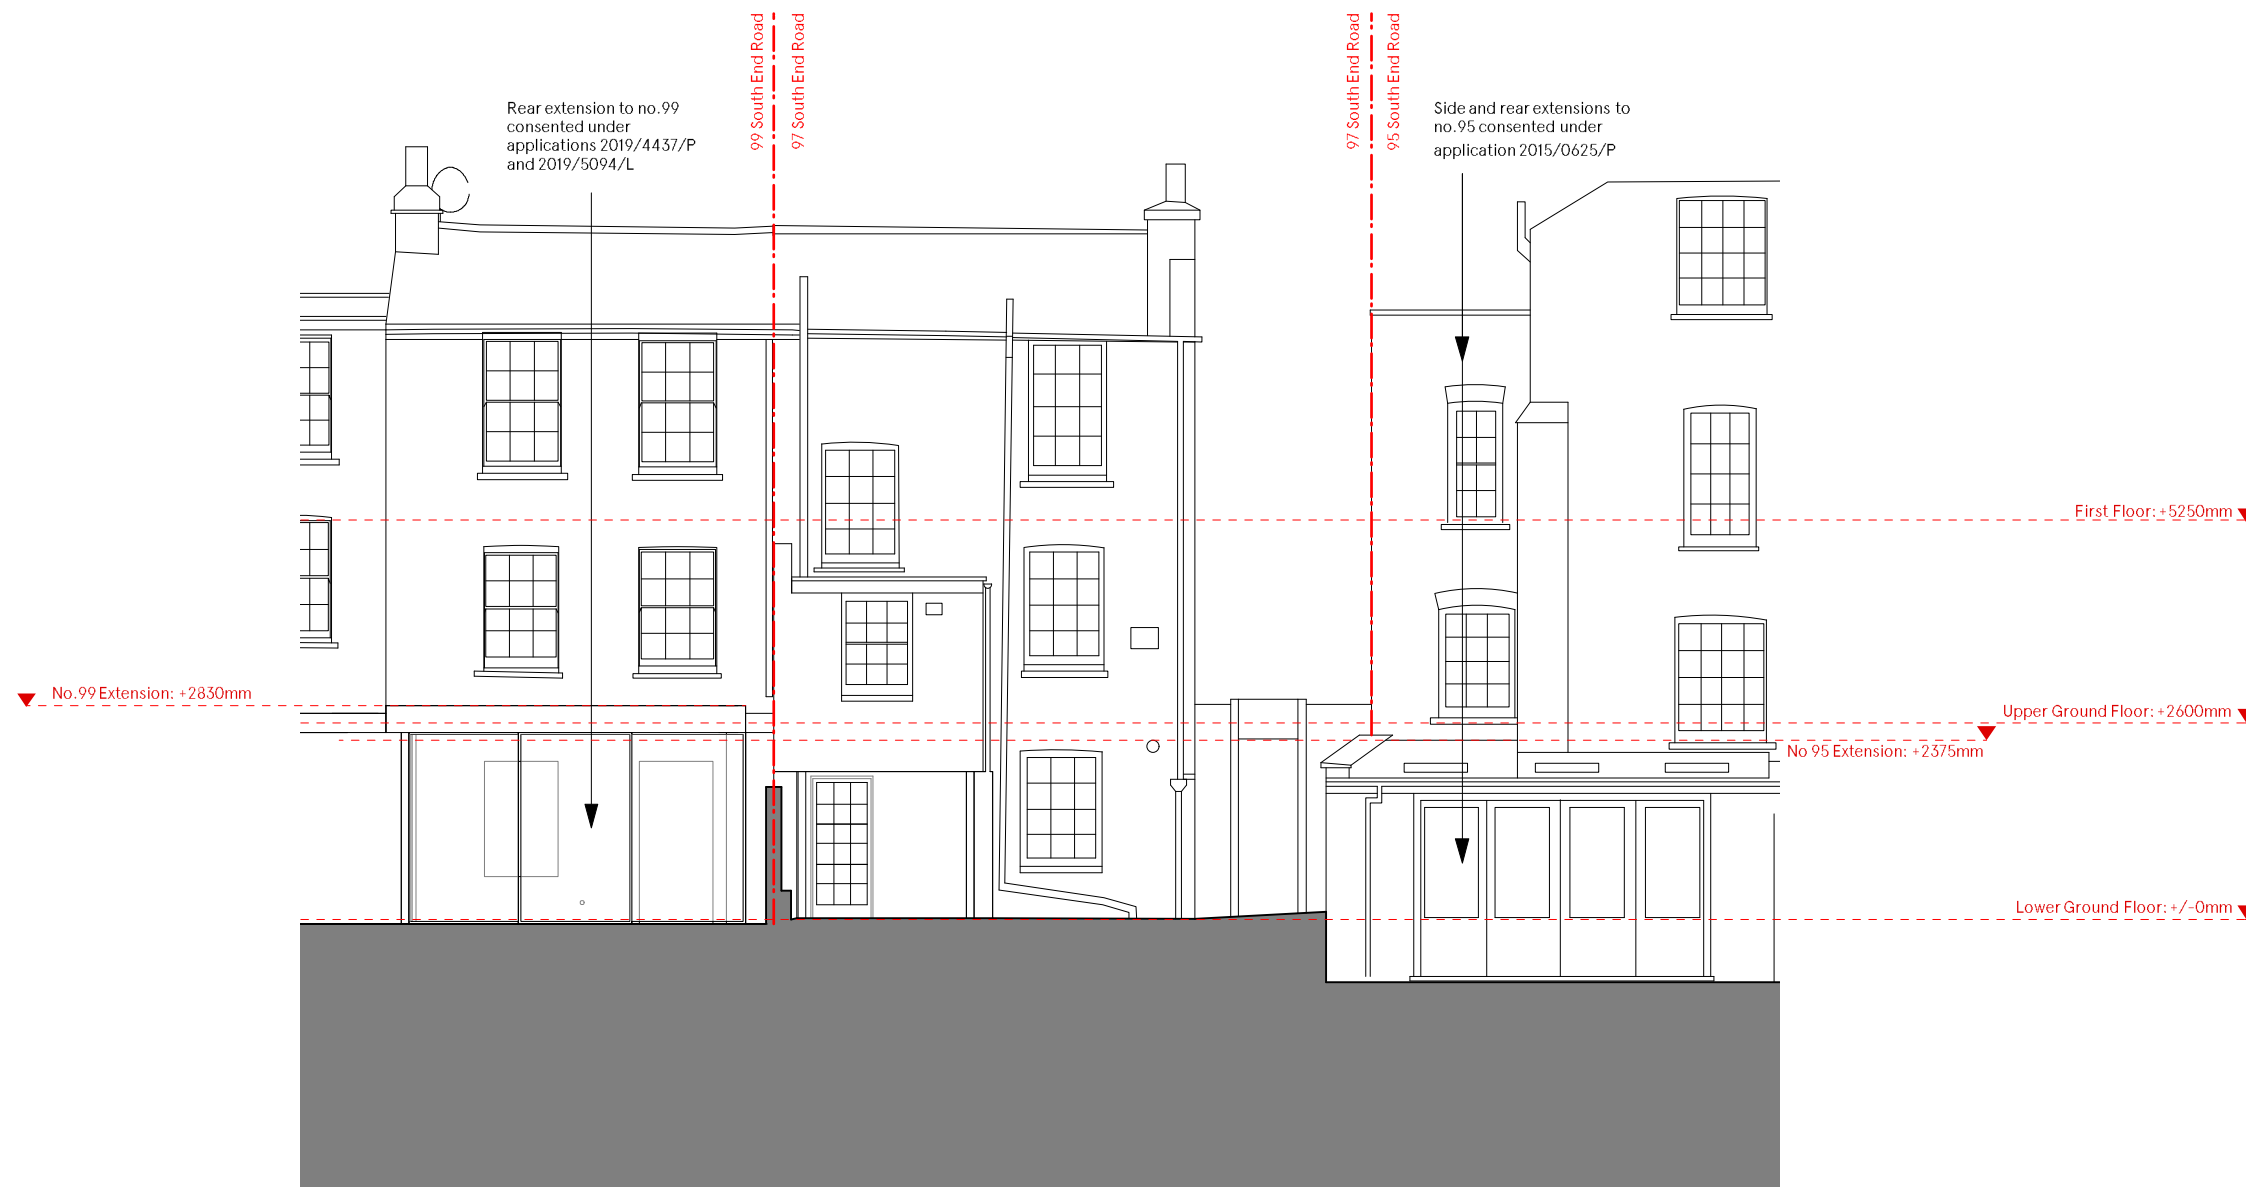 99 South End Road
97 South End Road
97 South End Road
95 South End Road
Rear extension to no.99
consented under
applications 2019/4437/P
and 2019/5094/L
Side and rear extensions to
no.95 consented under
application 2015/0625/P
First Floor: +5250mm
No.99 Extension: +2830mm
Upper Ground Floor: +2600mm
No 95 Extension: +2375mm
Lower Ground Floor: +/-0mm